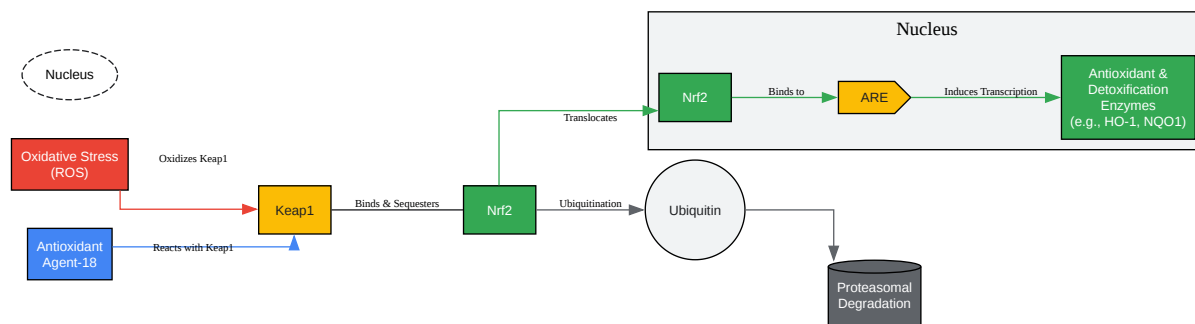 Nucleus
Nucleus
Nrf2
Binds to
ARE
Induces Transcription
Antioxidant &
Detoxification
Enzymes
(e.g., HO-1, NQO1)
Translocates
Oxidative Stress
(ROS)
Oxidizes Keap1
Keap1
Binds & Sequesters
Nrf2
Ubiquitination
Ubiquitin
Antioxidant
Agent-18
Reacts with Keap1
Proteasomal
Degradation